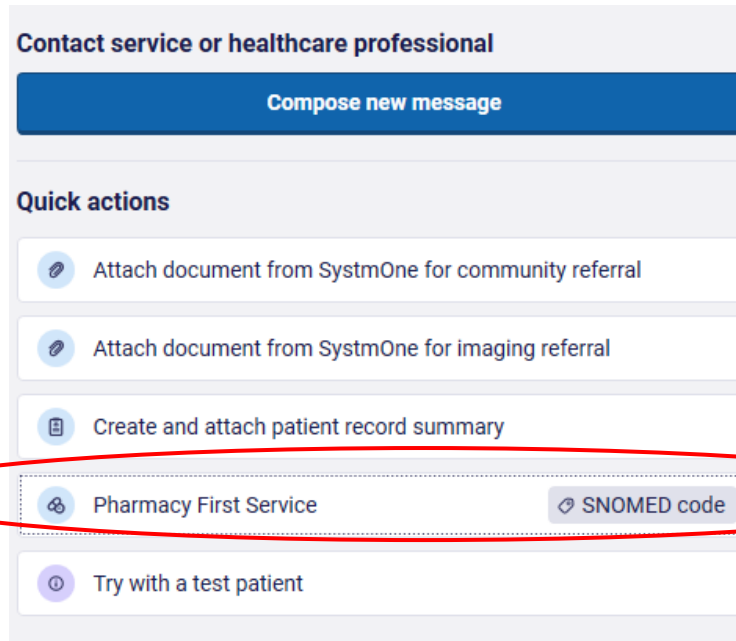 Contact service or healthcare professional
Compose new message
Quick actions
Attach document from SystmOne for community referral
Attach document from SystmOne for imaging referral
Create and attach patient record summary
Pharmacy First Service SNOMED code
Try with a test patient